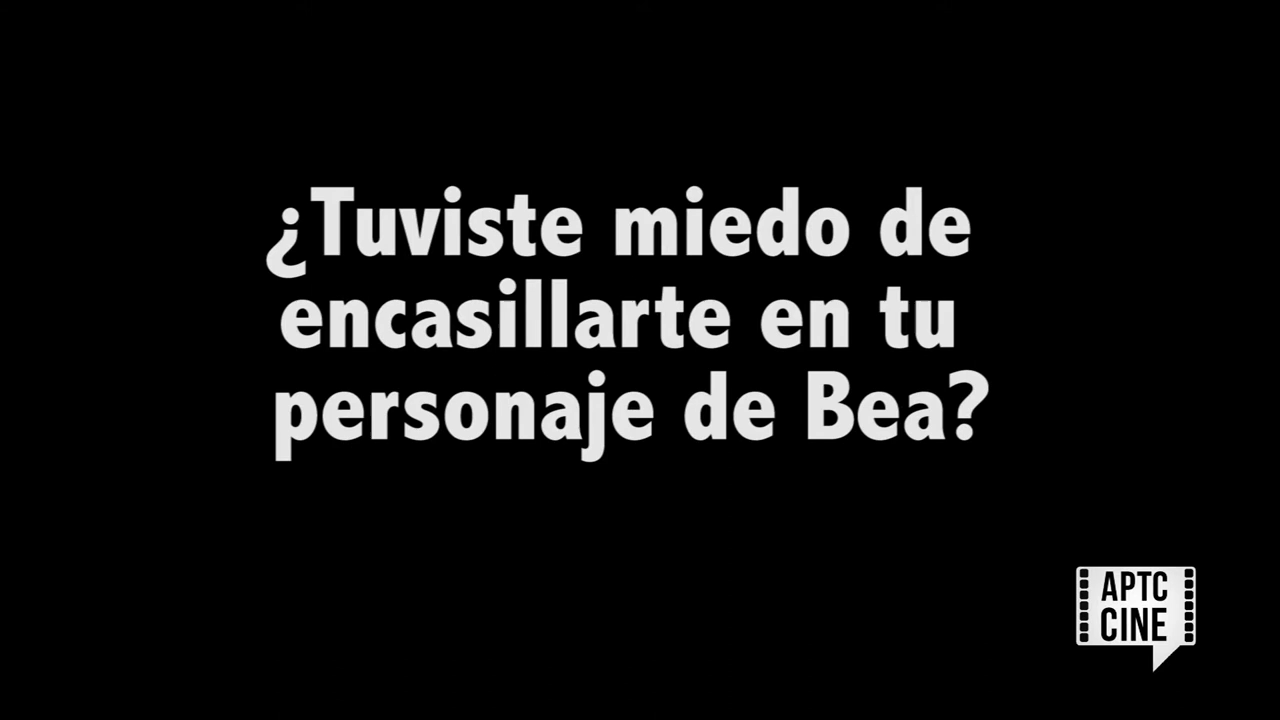 ¿Tuviste miedo de
encasillarte en tu
personaje de Bea?
APTC
CINE